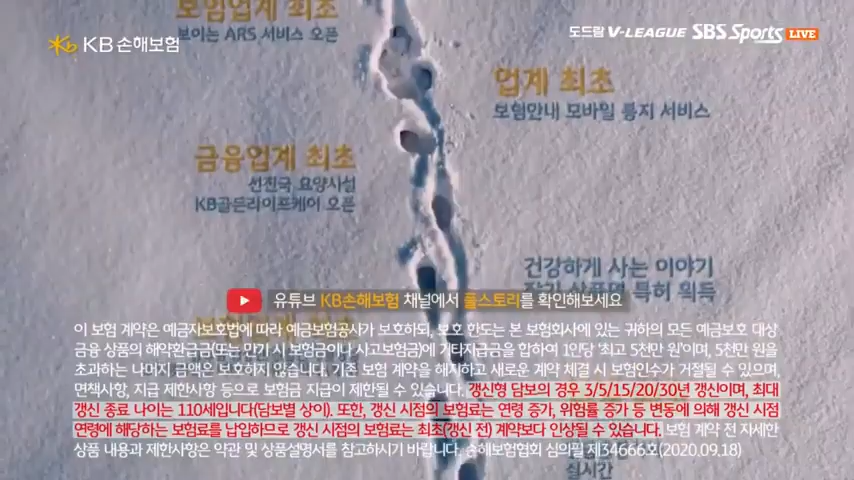 보험업계 최초
보이는 ARS 서비스 오픈
KB손해보험
도드람 V-LEAGUE SBS Sports LIVE
업계 최초
보험안내 모바일 통지 서비스
금융업계 최초
선진국 요양시설
KB골든라이프케어 오픈
건강하게 사는 이야기
장기 상품명 특허 획득
유튜브 KB손해보험 채널에서 풀스토리를 확인해보세요
이 보험 계약은 예금자보호법에 따라 예금보험공사가 보호하되, 보호 한도는 본 보험회사에 있는 귀하의 모든 예금보호 대상
금융 상품의 해약환급금(또는 만기 시 보험금이나 사고보험금)에 기타지급금을 합하여 1인당 '최고 5천만 원'이며, 5천만 원을
초과하는 나머지 금액은 보호하지 않습니다. 기존 보험 계약을 해지하고 새로운 계약 체결 시 보험인수가 거절될 수 있으며,
면책사항, 지급 제한사항 등으로 보험금 지급이 제한될 수 있습니다. 갱신형 담보의 경우 3/5/15/20/30년 갱신이며, 최대
갱신 종료 나이는 110세입니다(담보별 상이). 또한, 갱신 시점의 보험료는 연령 증가, 위험률 증가 등 변동에 의해 갱신 시점
연령에 해당하는 보험료를 납입하므로 갱신 시점의 보험료는 최초(갱신 전) 계약보다 인상될 수 있습니다. 보험 계약 전 자세한
상품 내용과 제한사항은 약관 및 상품설명서를 참고하시기 바랍니다. 손해보험협회 심의필 제34666호(2020.09.18)
실시간